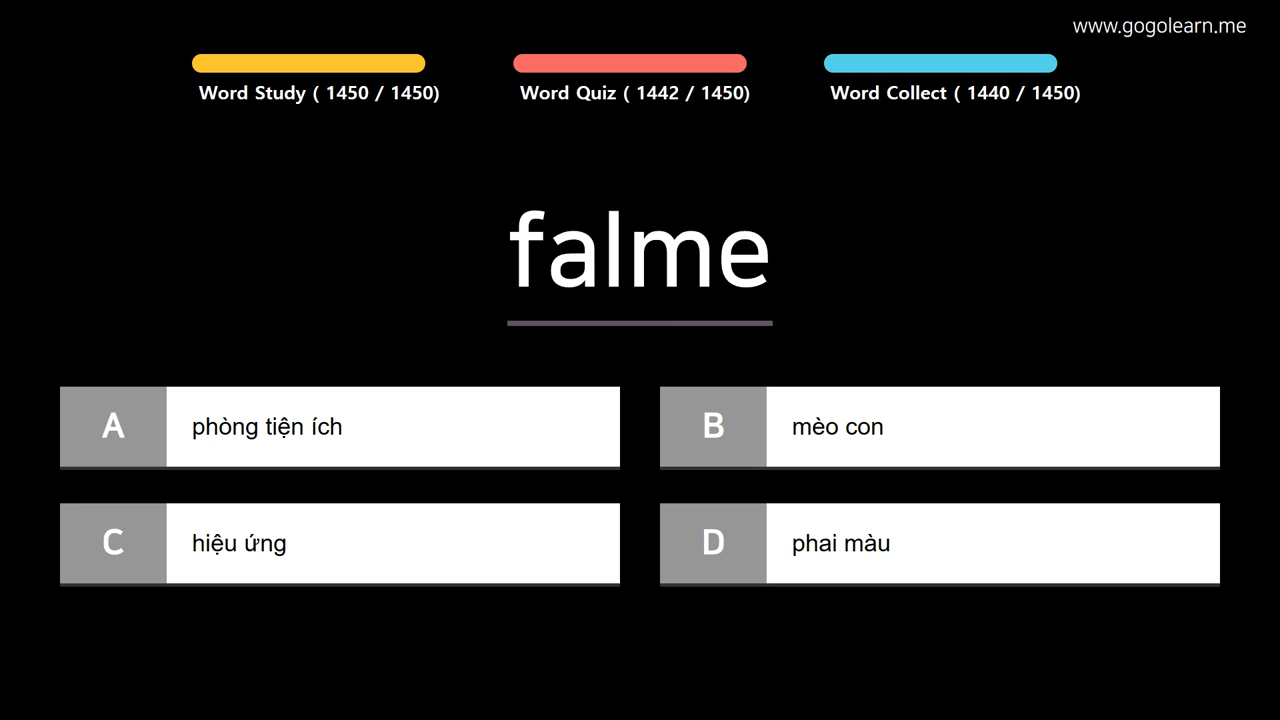 www.gogolearn.me
Word Study ( 1450 / 1450)
Word Quiz ( 1442 / 1450)
Word Collect ( 1440 / 1450)
falme
A phòng tiện ích
B mèo con
C hiệu ứng
D phai màu